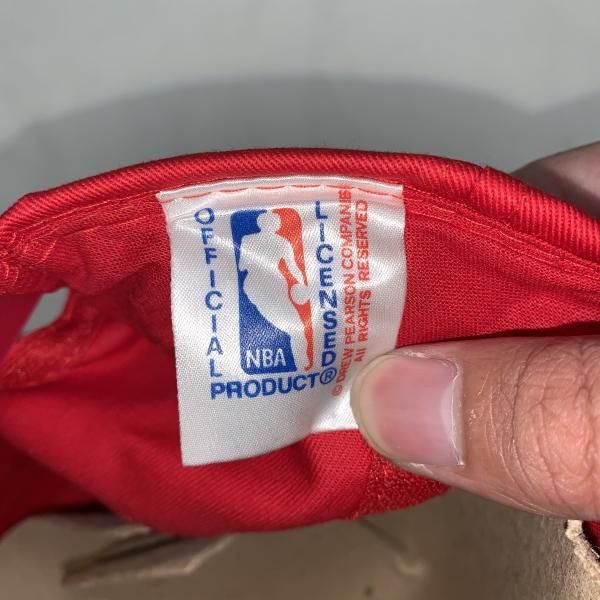 OFFICIAL
LICENSED
NBA
PRODUCT®
© DREW PEARSON COMPANIES
ALL RIGHTS RESERVED